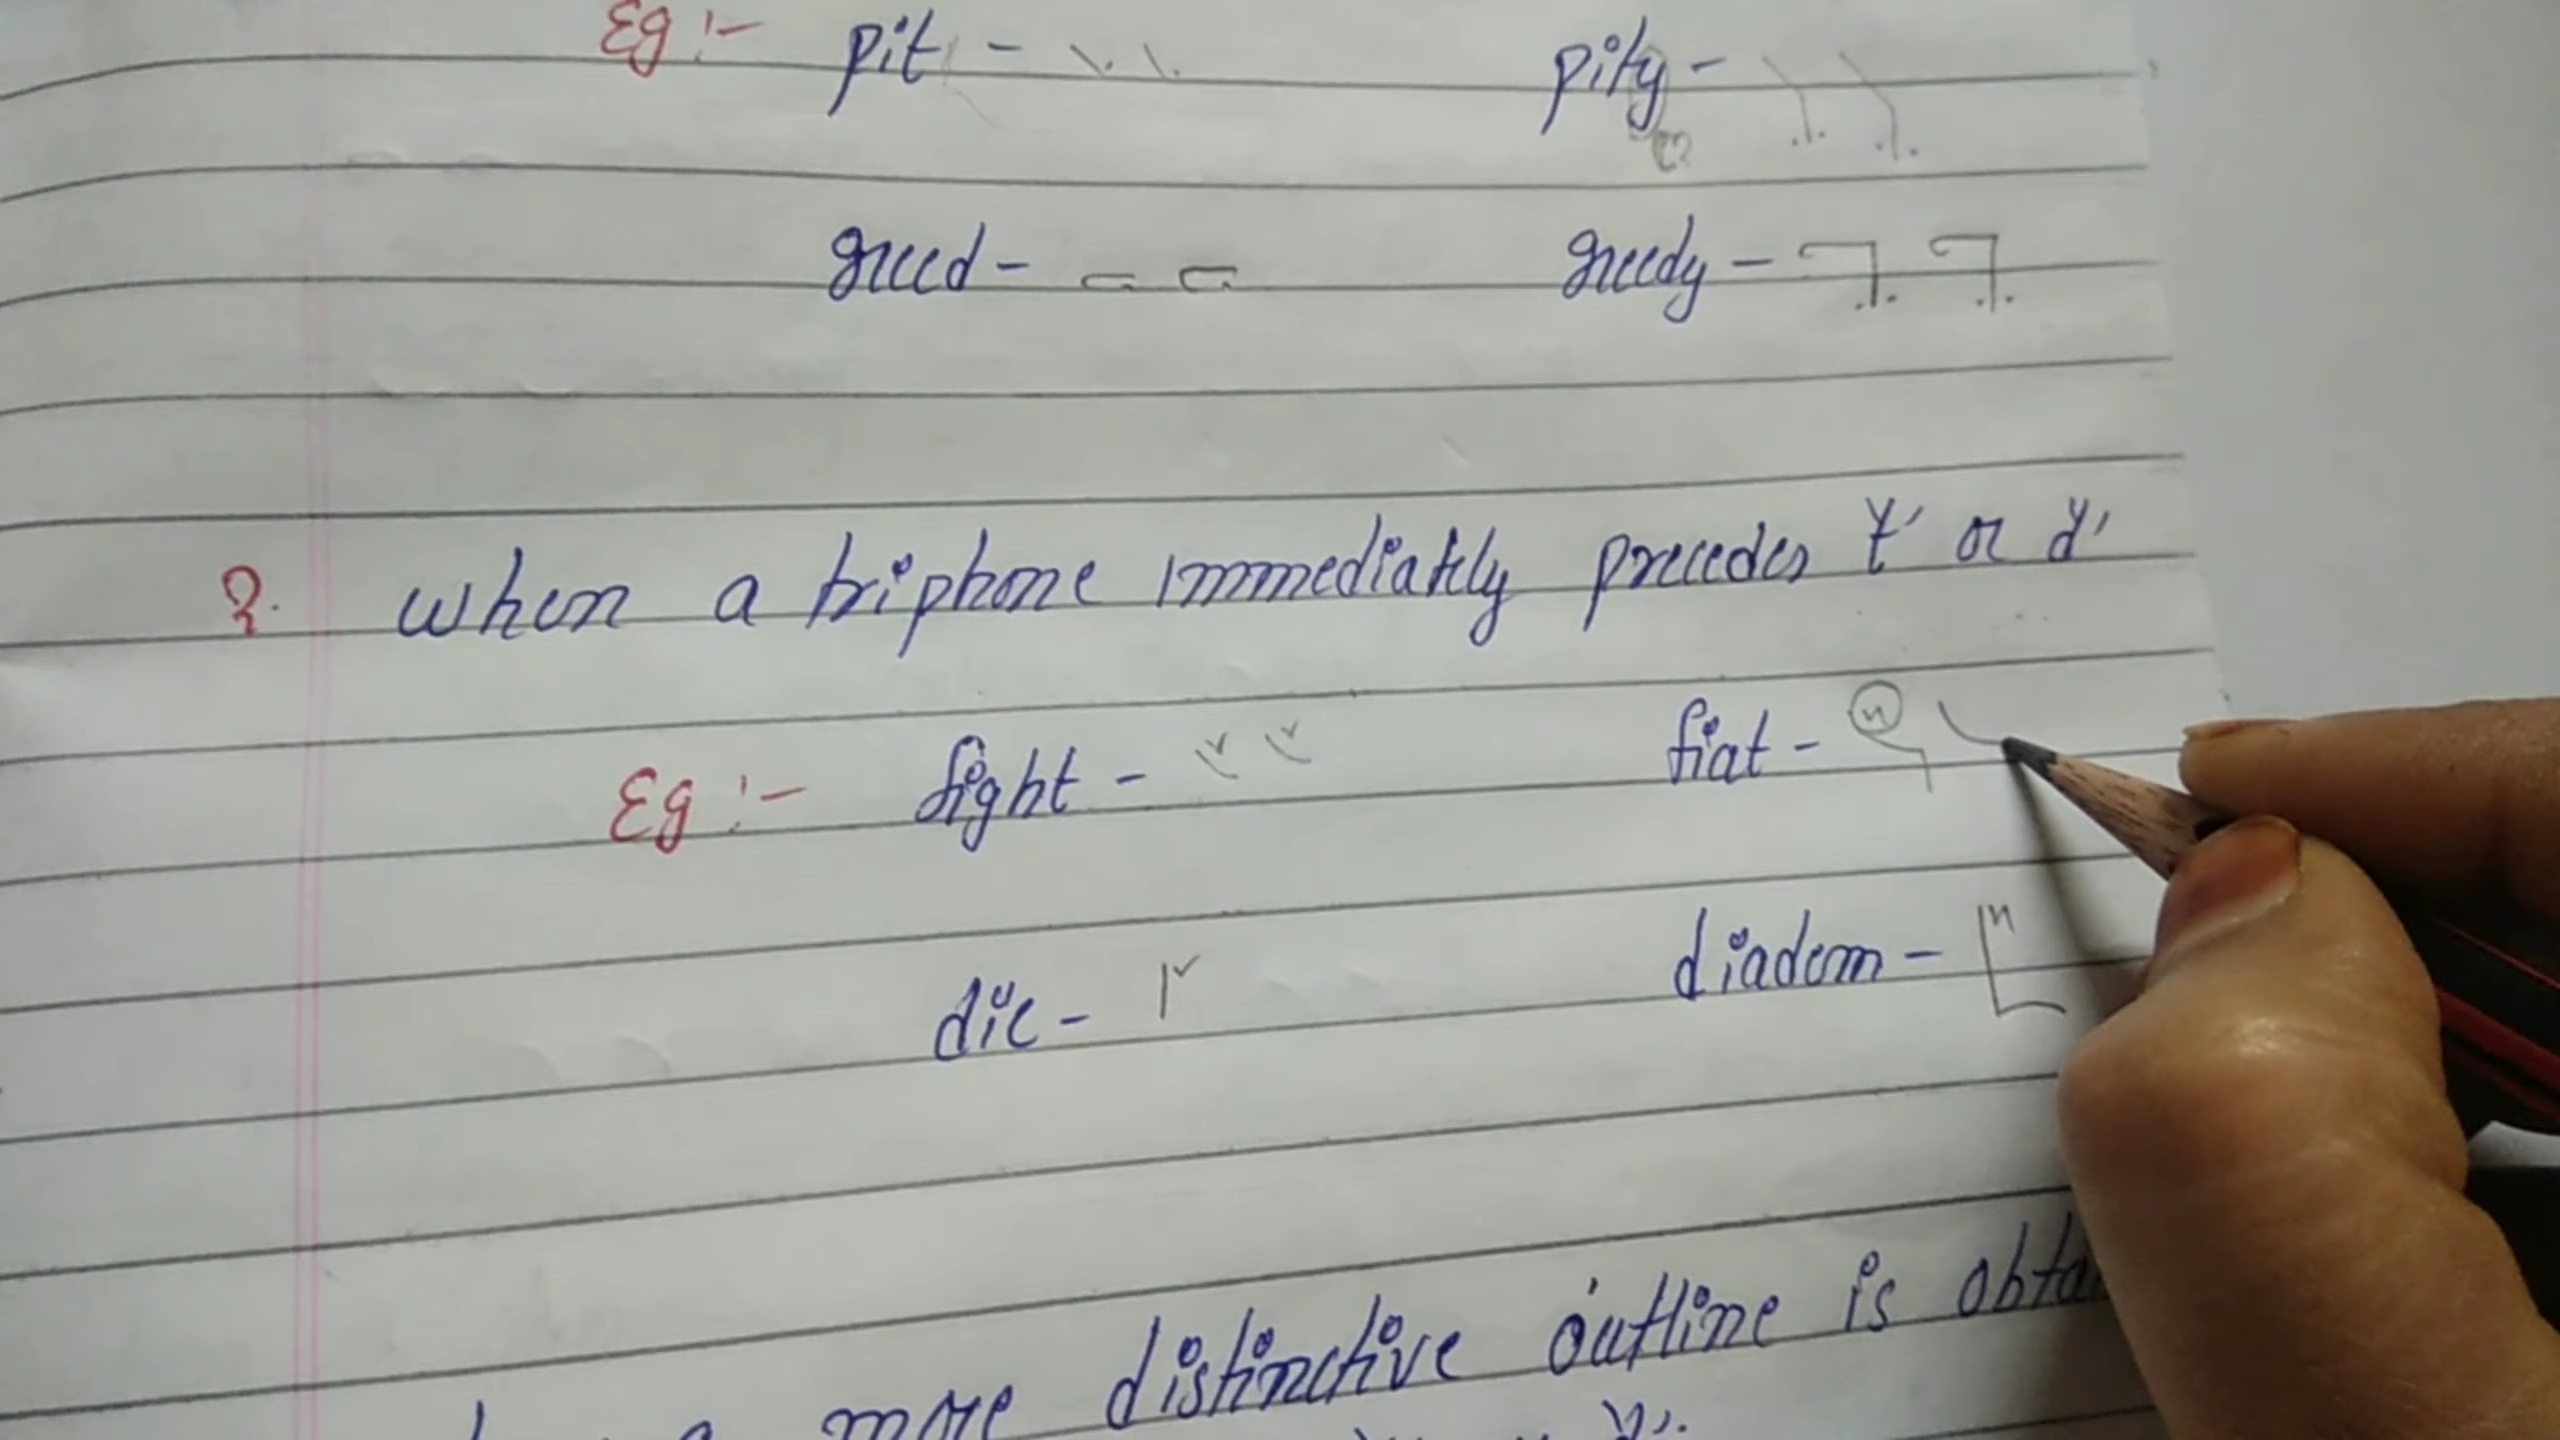 Eg :- pit - pity -
greed - greedy -
2. when a triphone immediately precedes 't' or 'd'
Eg :- fight - fiat -
die - diadem -
more distinctive outline is